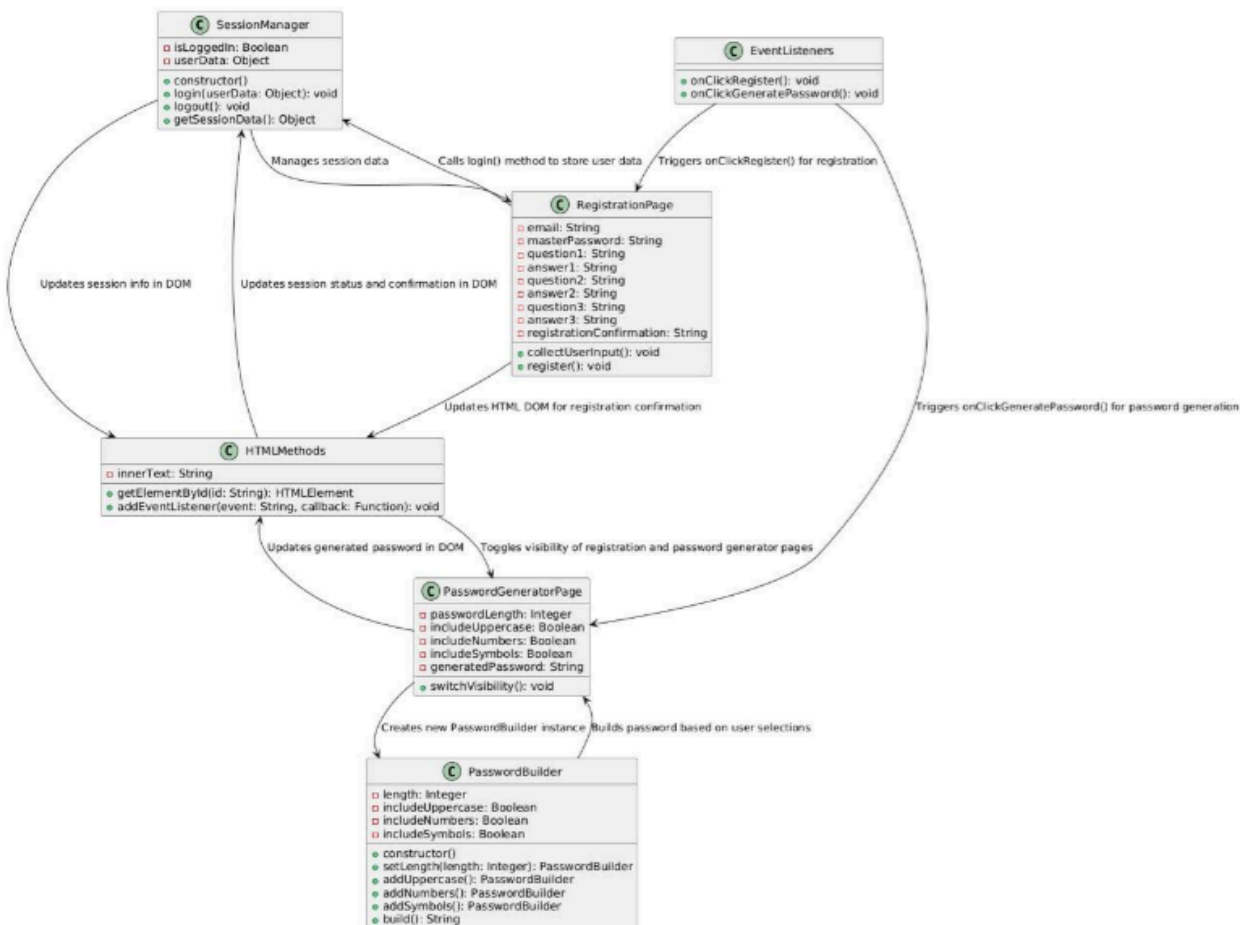 C SessionManager
isLoggedIn: Boolean
userData: Object
constructor()
login(userData: Object): void
logout(): void
getSessionData(): Object
C EventListeners
onClickRegister(): void
onClickGeneratePassword(): void
Manages session data
Calls login() method to store user data
Triggers onClickRegister() for registration
C RegistrationPage
email: String
masterPassword: String
question1: String
answer1: String
question2: String
answer2: String
question3: String
answer3: String
registrationConfirmation: String
collectUserInput(): void
register(): void
Updates session info in DOM
Updates session status and confirmation in DOM
Updates HTML DOM for registration confirmation
Triggers onClickGeneratePassword() for password generation
C HTMLMethods
innerText: String
getElementById(id: String): HTMLElement
addEventListener(event: String, callback: Function): void
Updates generated password in DOM
Toggles visibility of registration and password generator pages
C PasswordGeneratorPage
passwordLength: Integer
includeUppercase: Boolean
includeNumbers: Boolean
includeSymbols: Boolean
generatedPassword: String
switchVisibility(): void
Creates new PasswordBuilder instance
Builds password based on user selections
C PasswordBuilder
length: Integer
includeUppercase: Boolean
includeNumbers: Boolean
includeSymbols: Boolean
constructor()
setLength(length: Integer): PasswordBuilder
addUppercase(): PasswordBuilder
addNumbers(): PasswordBuilder
addSymbols(): PasswordBuilder
build(): String